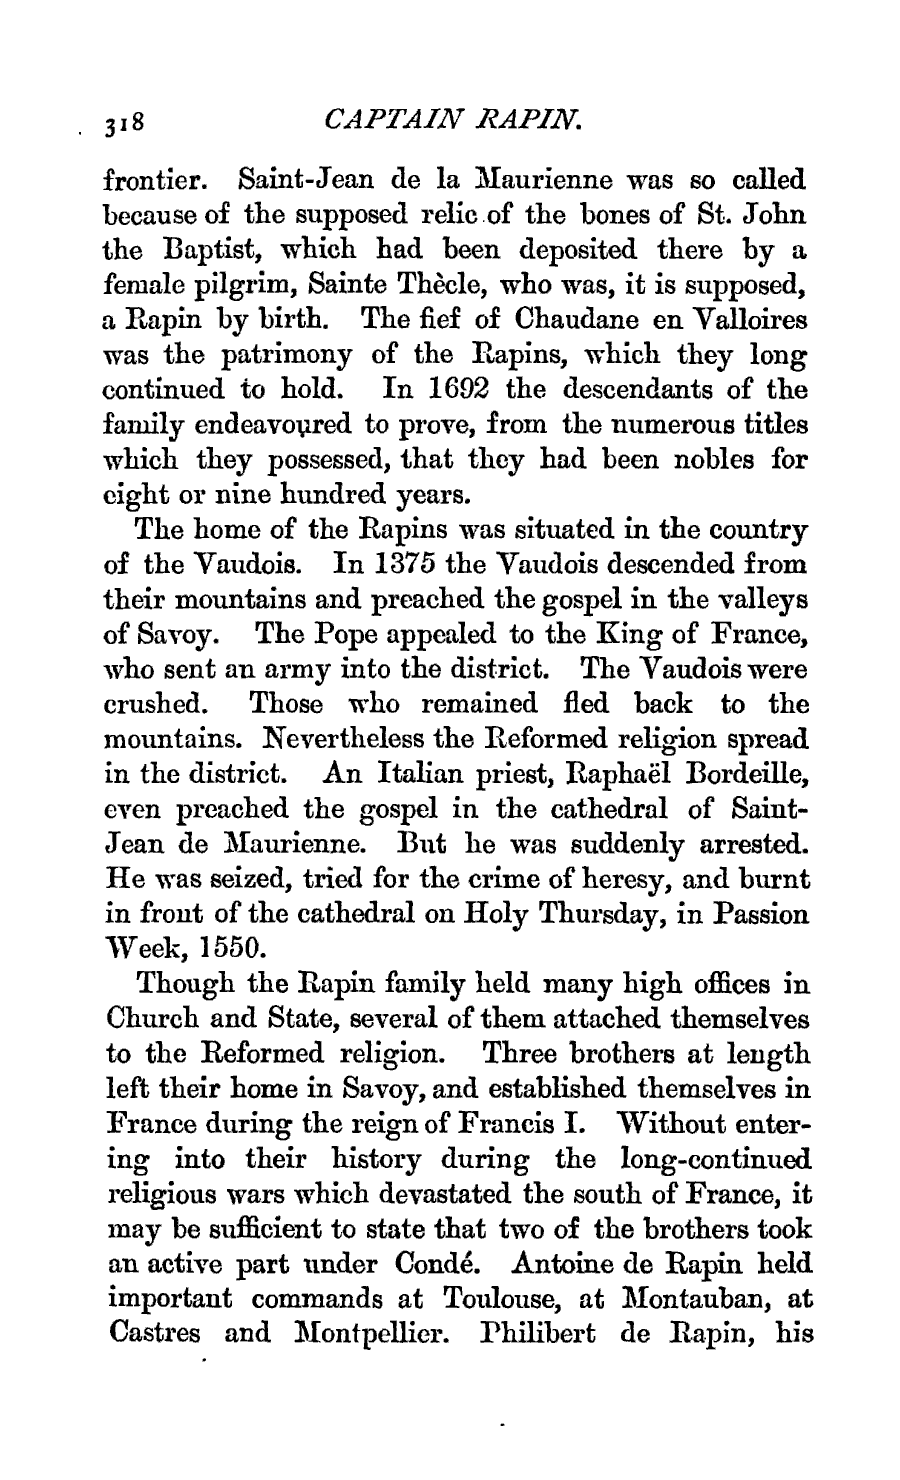 318 CAPTAIN RAPIN.
frontier. Saint-Jean de la Maurienne was so called
because of the supposed relic of the bones of St. John
the Baptist, which had been deposited there by a
female pilgrim, Sainte Thècle, who was, it is supposed,
a Rapin by birth. The fief of Chaudane en Valloires
was the patrimony of the Rapins, which they long
continued to hold. In 1692 the descendants of the
family endeavoured to prove, from the numerous titles
which they possessed, that they had been nobles for
eight or nine hundred years.
The home of the Rapins was situated in the country
of the Vaudois. In 1375 the Vaudois descended from
their mountains and preached the gospel in the valleys
of Savoy. The Pope appealed to the King of France,
who sent an army into the district. The Vaudois were
crushed. Those who remained fled back to the
mountains. Nevertheless the Reformed religion spread
in the district. An Italian priest, Raphaël Bordeille,
even preached the gospel in the cathedral of Saint-
Jean de Maurienne. But he was suddenly arrested.
He was seized, tried for the crime of heresy, and burnt
in front of the cathedral on Holy Thursday, in Passion
Week, 1550.
Though the Rapin family held many high offices in
Church and State, several of them attached themselves
to the Reformed religion. Three brothers at length
left their home in Savoy, and established themselves in
France during the reign of Francis I. Without enter-
ing into their history during the long-continued
religious wars which devastated the south of France, it
may be sufficient to state that two of the brothers took
an active part under Condé. Antoine de Rapin held
important commands at Toulouse, at Montauban, at
Castres and Montpellier. Philibert de Rapin, his